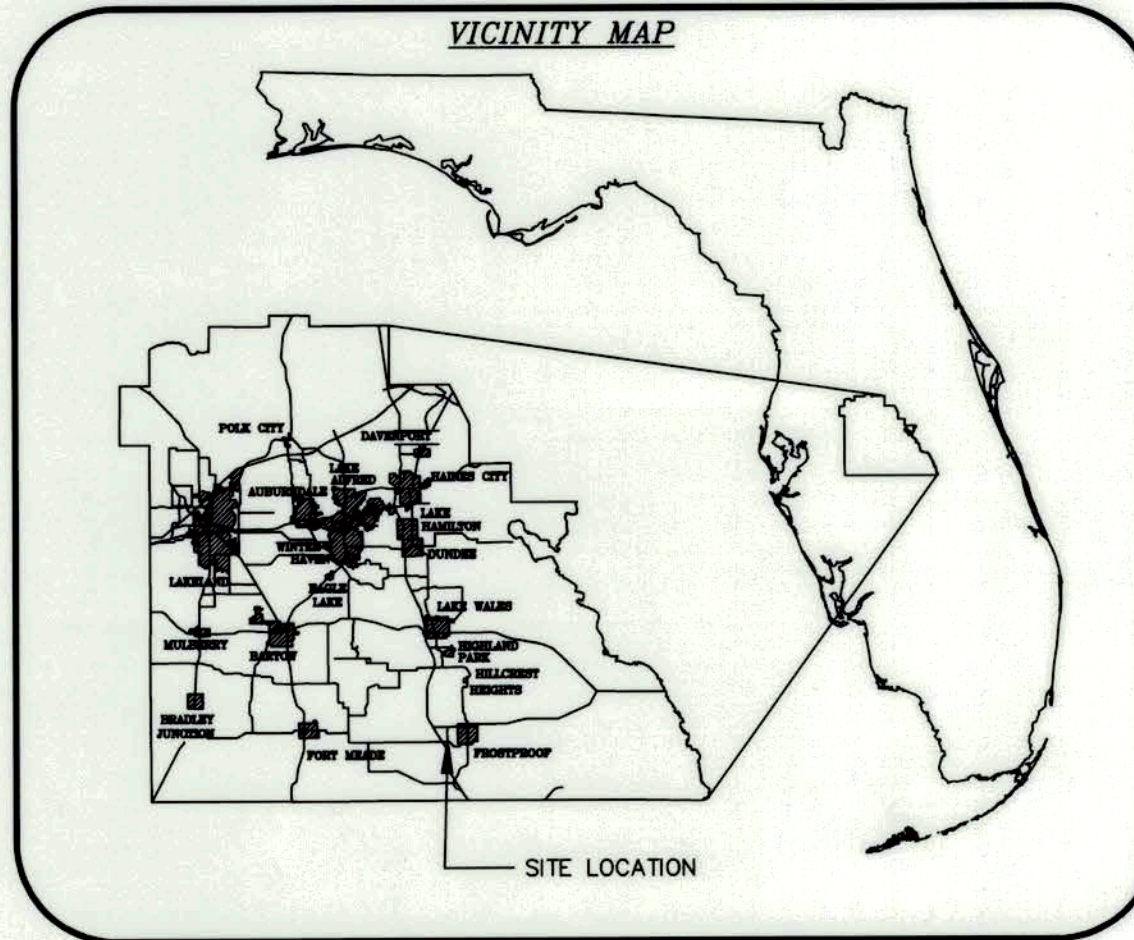 VICINITY MAP
POLK CITY
DAVENPORT
LAKE
ALFRED
HAINES CITY
AUBURNDALE
LAKE
HAMILTON
WINTER
HAVEN
DUNDEE
LAKELAND
EAGLE
LAKE
LAKE WALES
MULBERRY
BARTOW
HIGHLAND
PARK
HILLCREST
HEIGHTS
BRADLEY
JUNCTION
FORT MEADE
FROSTPROOF
SITE LOCATION